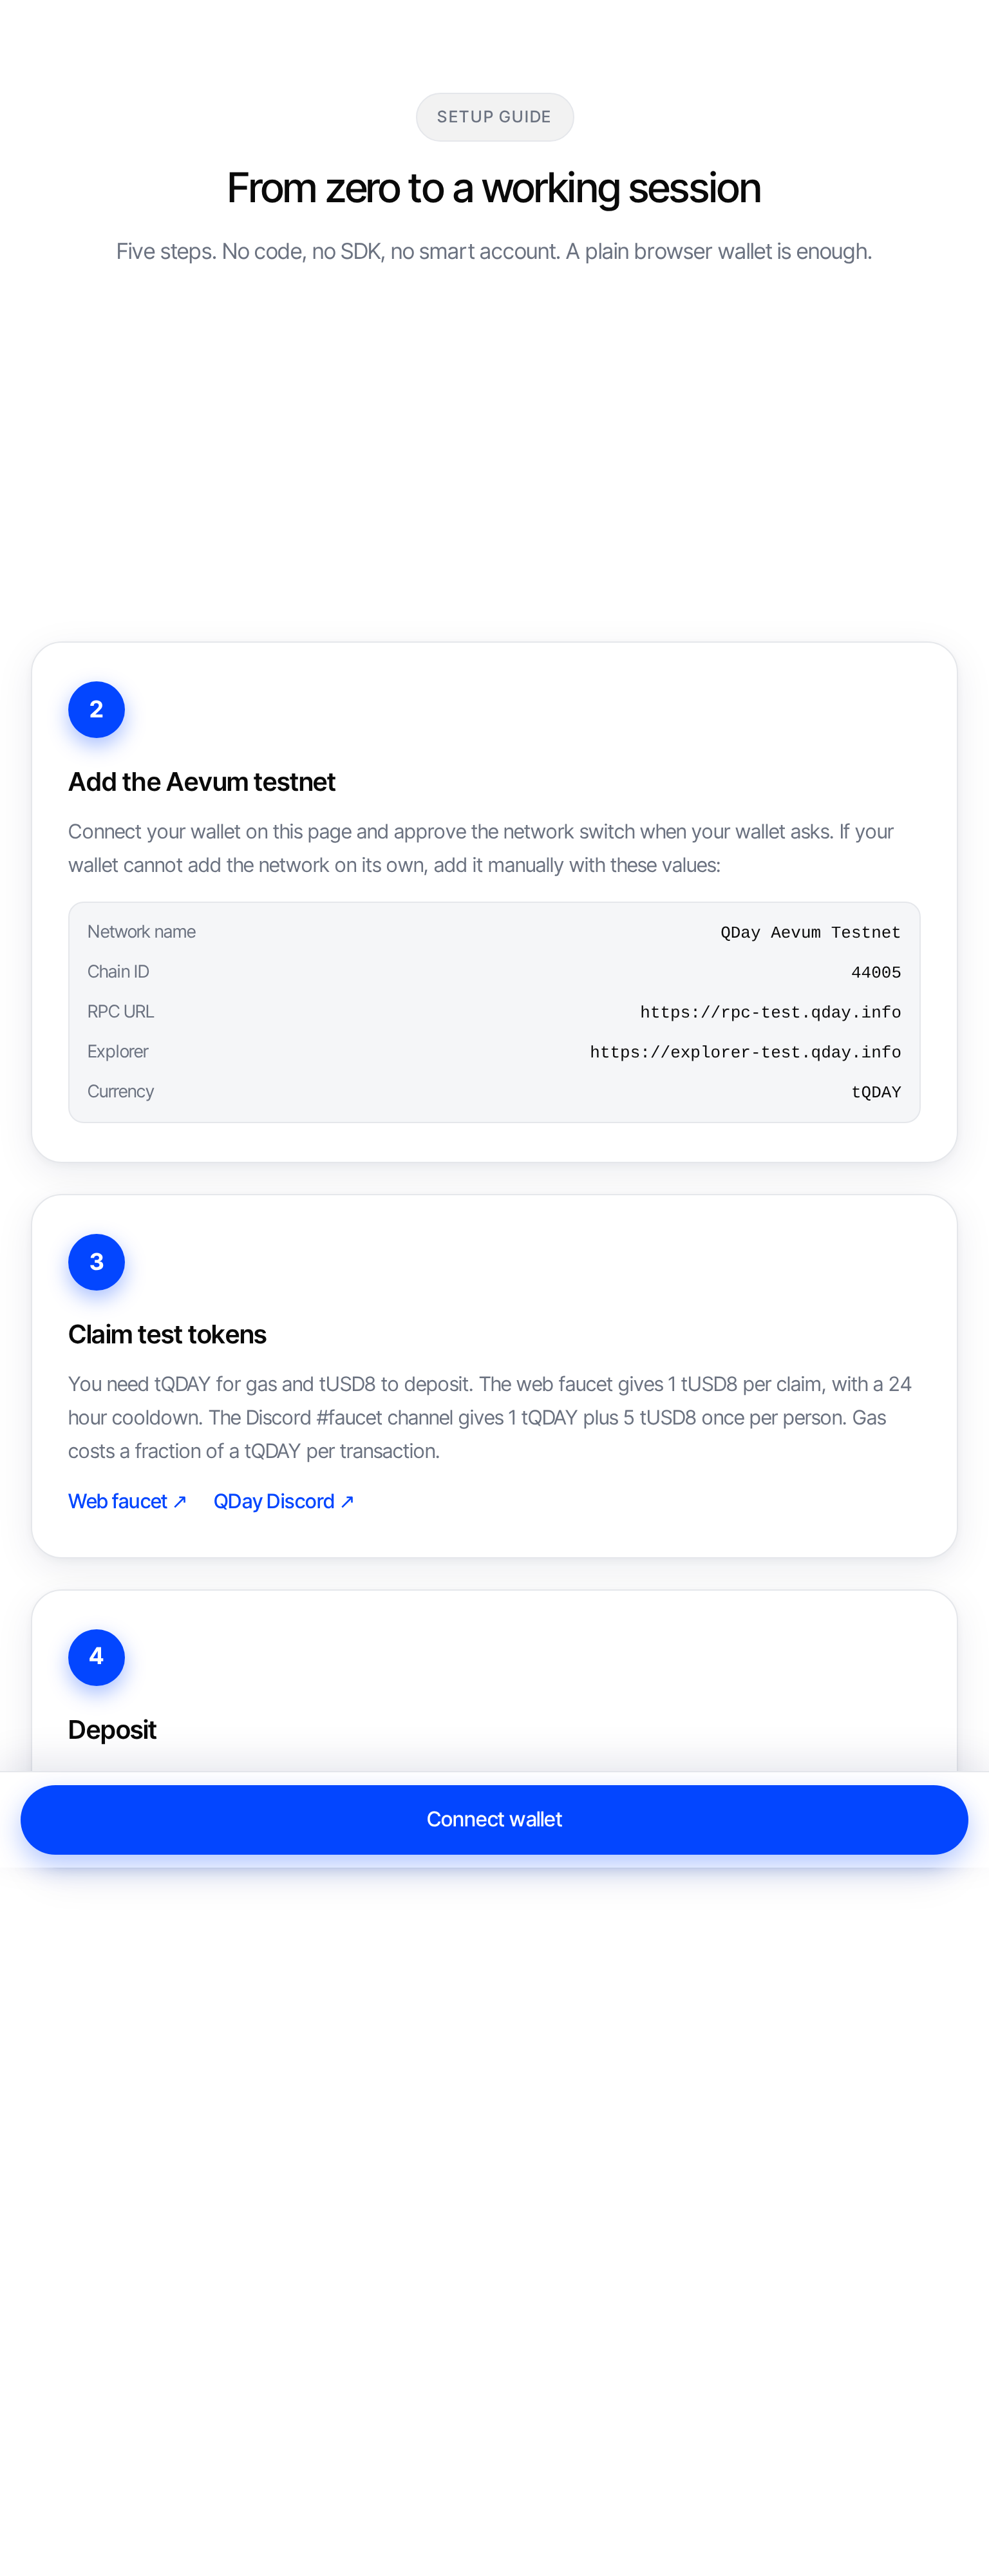 SETUP GUIDE
From zero to a working session
Five steps. No code, no SDK, no smart account. A plain browser wallet is enough.
2
Add the Aevum testnet
Connect your wallet on this page and approve the network switch when your wallet asks. If your
wallet cannot add the network on its own, add it manually with these values:
Network name QDay Aevum Testnet
Chain ID 44005
RPC URL https://rpc-test.qday.info
Explorer https://explorer-test.qday.info
Currency tQDAY
3
Claim test tokens
You need tQDAY for gas and tUSD8 to deposit. The web faucet gives 1 tUSD8 per claim, with a 24
hour cooldown. The Discord #faucet channel gives 1 tQDAY plus 5 tUSD8 once per person. Gas
costs a fraction of a tQDAY per transaction.
Web faucet ↗ QDay Discord ↗
4
Deposit
Connect wallet